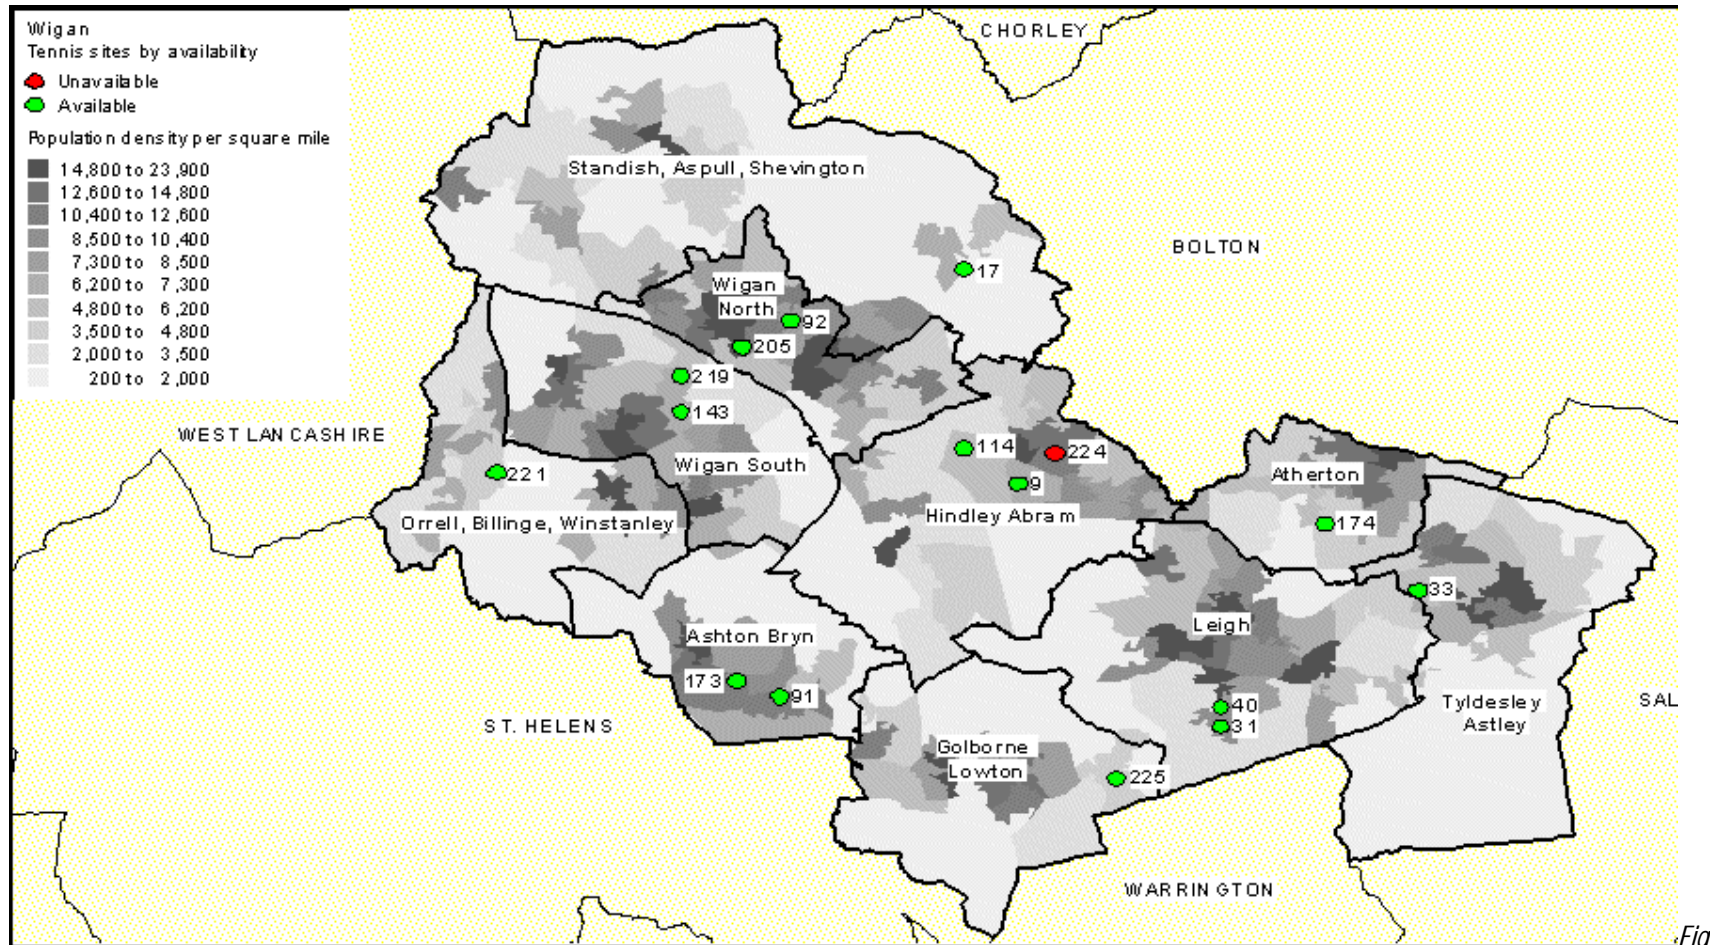 Wigan
Tennis sites by availability
Unavailable
Available
Population density per square mile
14,800 to 23,900
12,600 to 14,800
10,400 to 12,600
8,500 to 10,400
7,300 to 8,500
6,200 to 7,300
4,800 to 6,200
3,500 to 4,800
2,000 to 3,500
200 to 2,000
CHORLEY
Standish, Aspull, Shevington
BOLTON
17
Wigan
North
92
205
219
143
WEST LANCASHIRE
114
224
221
Wigan South
Atherton
9
Orrell, Billinge, Winstanley
Hindley Abram
174
33
Ashton Bryn
Leigh
173
91
40
31
Tyldesley
Astley
SAL
ST. HELENS
Golborne
Lowton
225
WARRINGTON
Fig